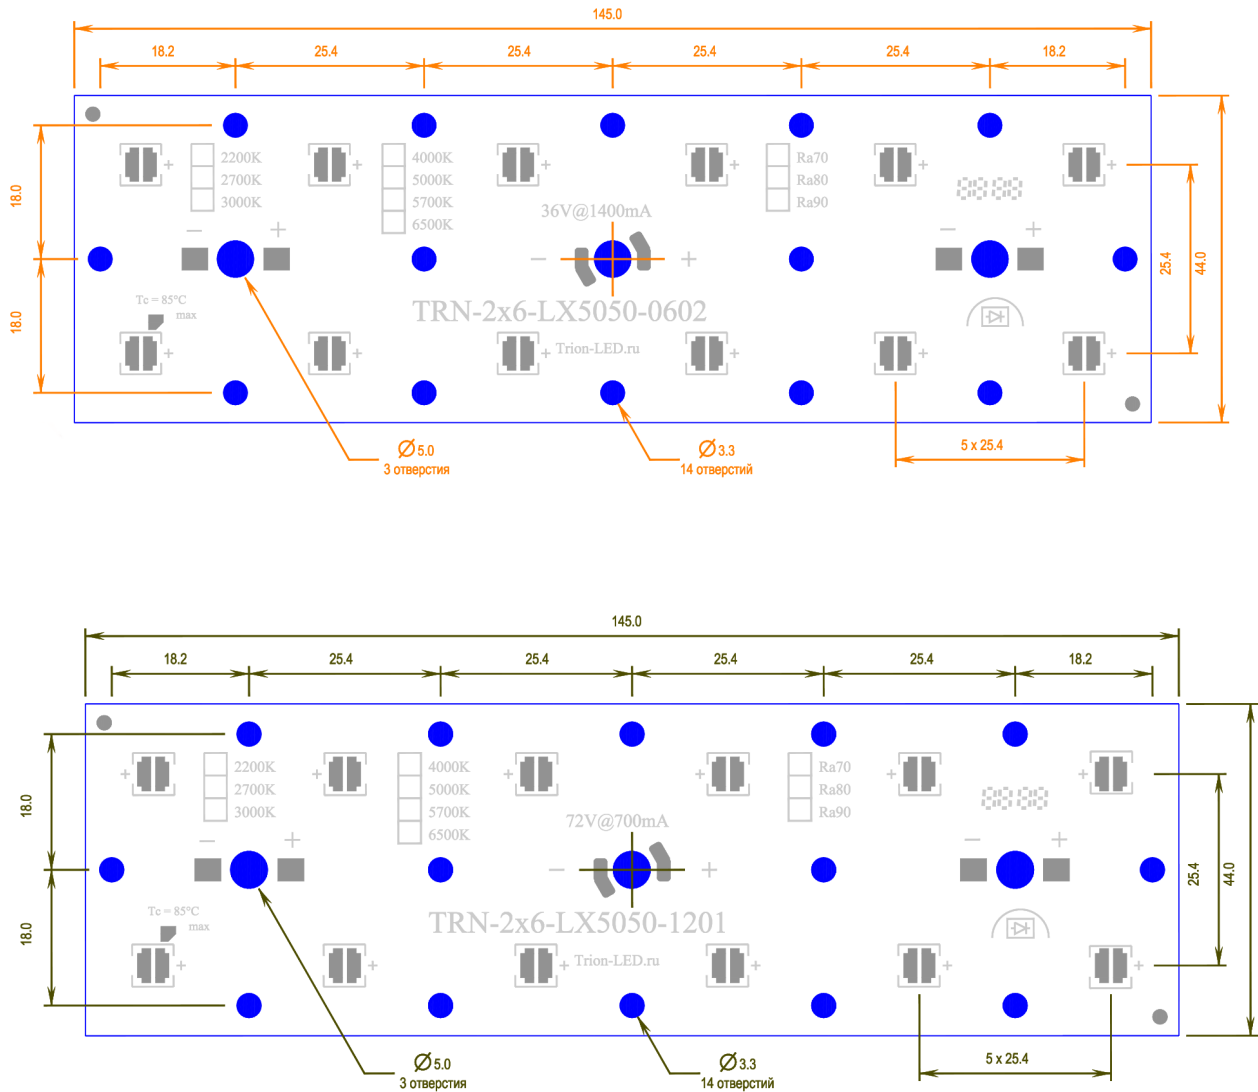 145.0
18.2 25.4 25.4 25.4 25.4 18.2
2200K 4000K Ra70
2700K 5000K Ra80
3000K 5700K Ra90
6500K
8888
36V@1400mA
18.0
− +
− +
− +
25.4
44.0
TRN-2x6-LX5050-0602
Tc = 85°C
max
18.0
Trion-LED.ru
Ø5.0
3 отверстия
Ø3.3
14 отверстий
5 x 25.4
145.0
18.2 25.4 25.4 25.4 25.4 18.2
2200K 4000K Ra70
2700K 5000K Ra80
3000K 5700K Ra90
6500K
8888
72V@700mA
18.0
− +
− +
− +
25.4
44.0
TRN-2x6-LX5050-1201
Tc = 85°C
max
18.0
Trion-LED.ru
Ø5.0
3 отверстия
Ø3.3
14 отверстий
5 x 25.4